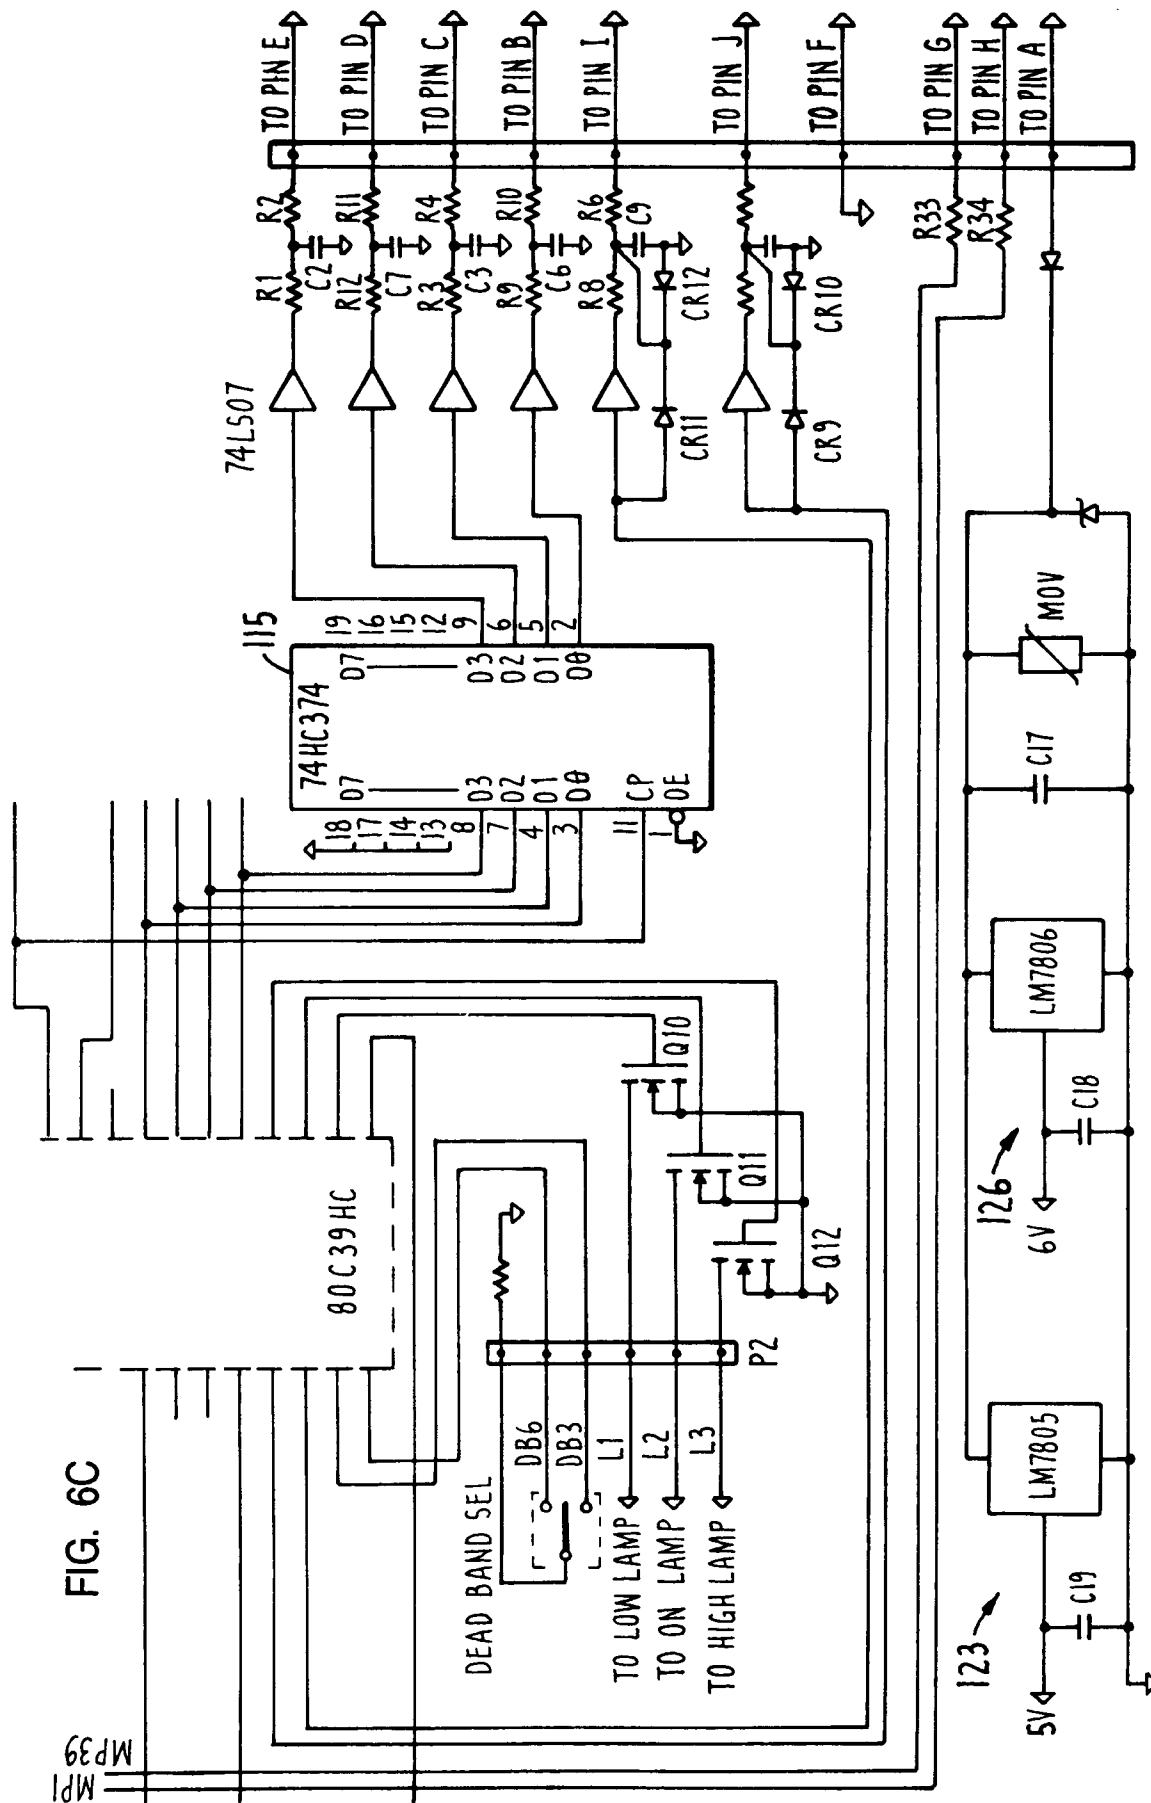 FIG. 6C
MP1
MP39
80C39HC
115
74HC374
D7
D3
D2
D1
D0
CP
OE
18
17
14
13
8
7
4
3
11
1
D7
D3
D2
D1
D0
19
16
15
12
9
6
5
2
74LS07
R1
R2
C2
R12
R11
C7
R3
R4
C3
R9
R10
C6
R8
R6
C9
CR11
CR12
CR9
CR10
R33
R34
TO PIN E
TO PIN D
TO PIN C
TO PIN B
TO PIN I
TO PIN J
TO PIN F
TO PIN G
TO PIN H
TO PIN A
DEAD BAND SEL
DB6
DB3
TO LOW LAMP
L1
TO ON LAMP
L2
TO HIGH LAMP
L3
P2
Q10
Q11
Q12
123
5V
C19
LM7805
126
6V
C18
LM7806
C17
MOV